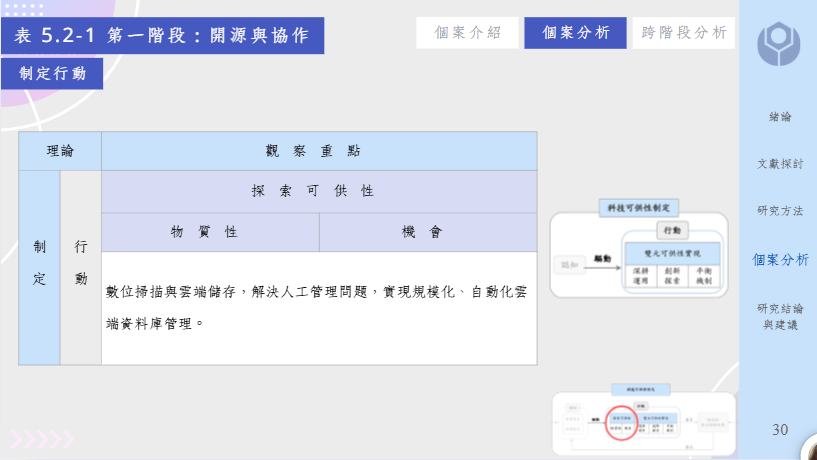 表 5.2-1 第一階段：開源與協作
個案介紹
個案分析
跨階段分析
制定行動
緒論
文獻探討
研究方法
個案分析
研究結論
與建議
理論
觀 察 重 點
制
定
行
動
探 索 可 供 性
物 質 性
機 會
數位掃描與雲端儲存，解決人工管理問題，實現規模化、自動化雲
端資料庫管理。
科技可供性制定
行動
認知
驅動
雙元可供性實現
深耕
運用
創新
探索
平衡
機制
30